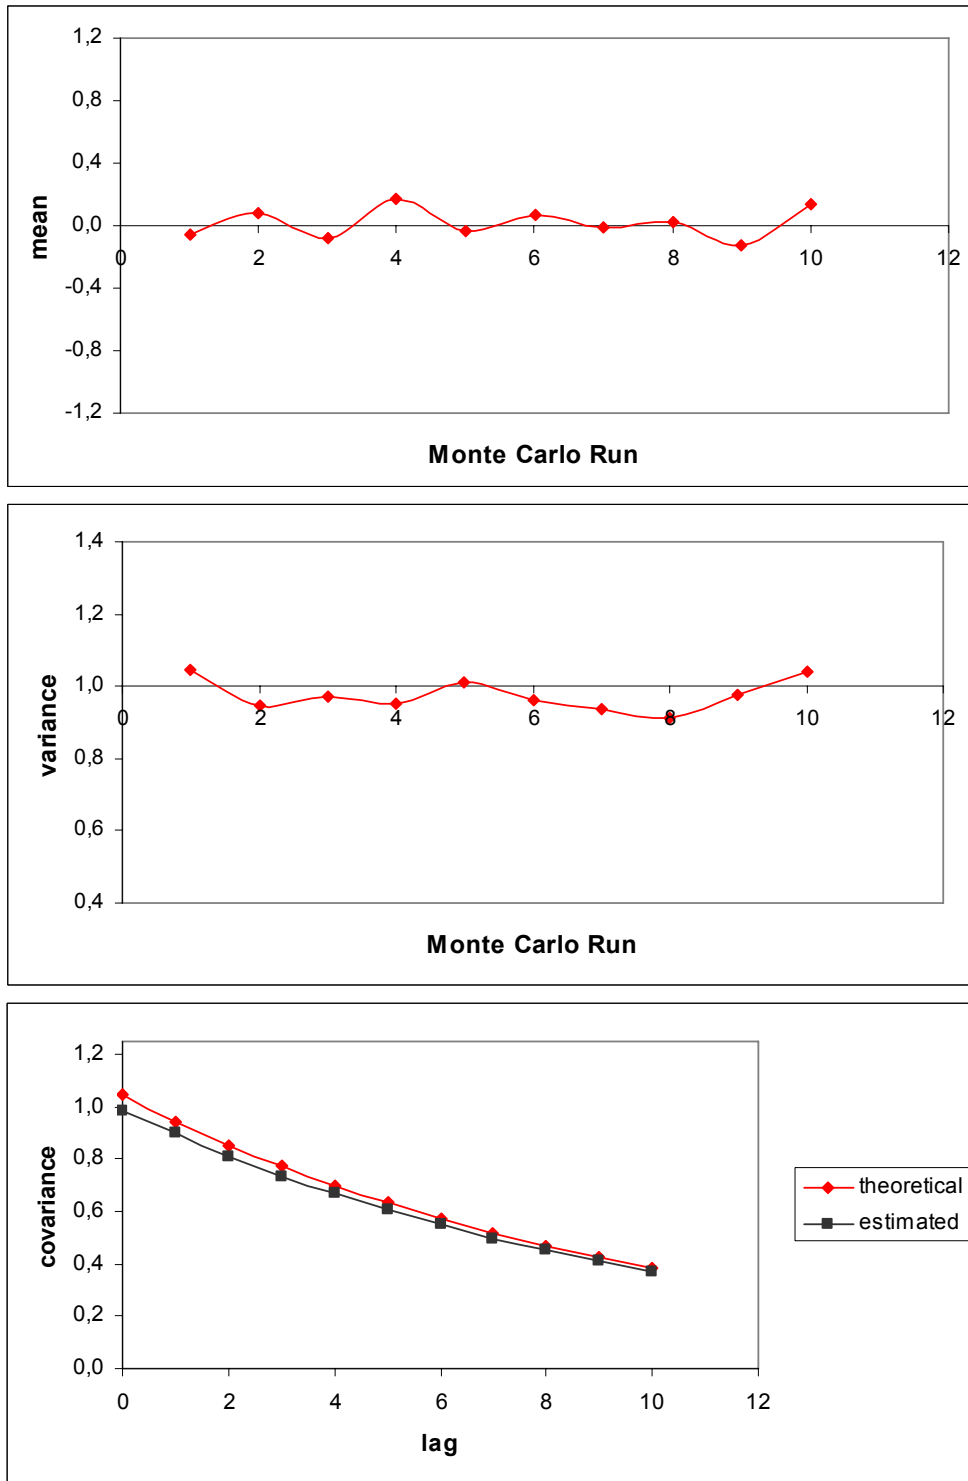 1,2
0,8
0,4
0,0
-0,4
-0,8
-1,2
mean
0 2 4 6 8 10 12
Monte Carlo Run
1,4
1,2
1,0
0,8
0,6
0,4
variance
0 2 4 6 8 10 12
Monte Carlo Run
1,2
1,0
0,8
0,6
0,4
0,2
0,0
covariance
0 2 4 6 8 10 12
lag
theoretical
estimated